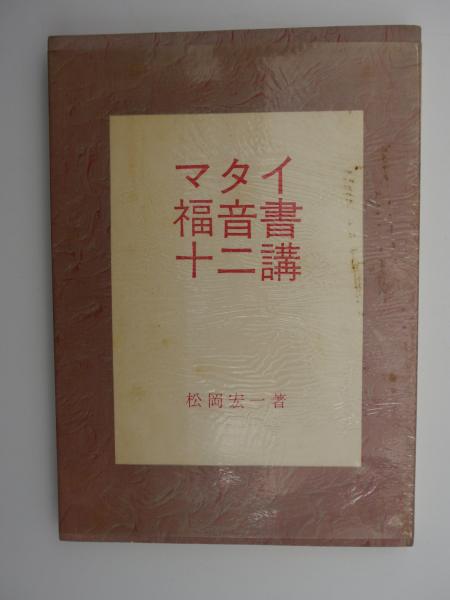 マタイ
福音書
十二講
松岡宏一著